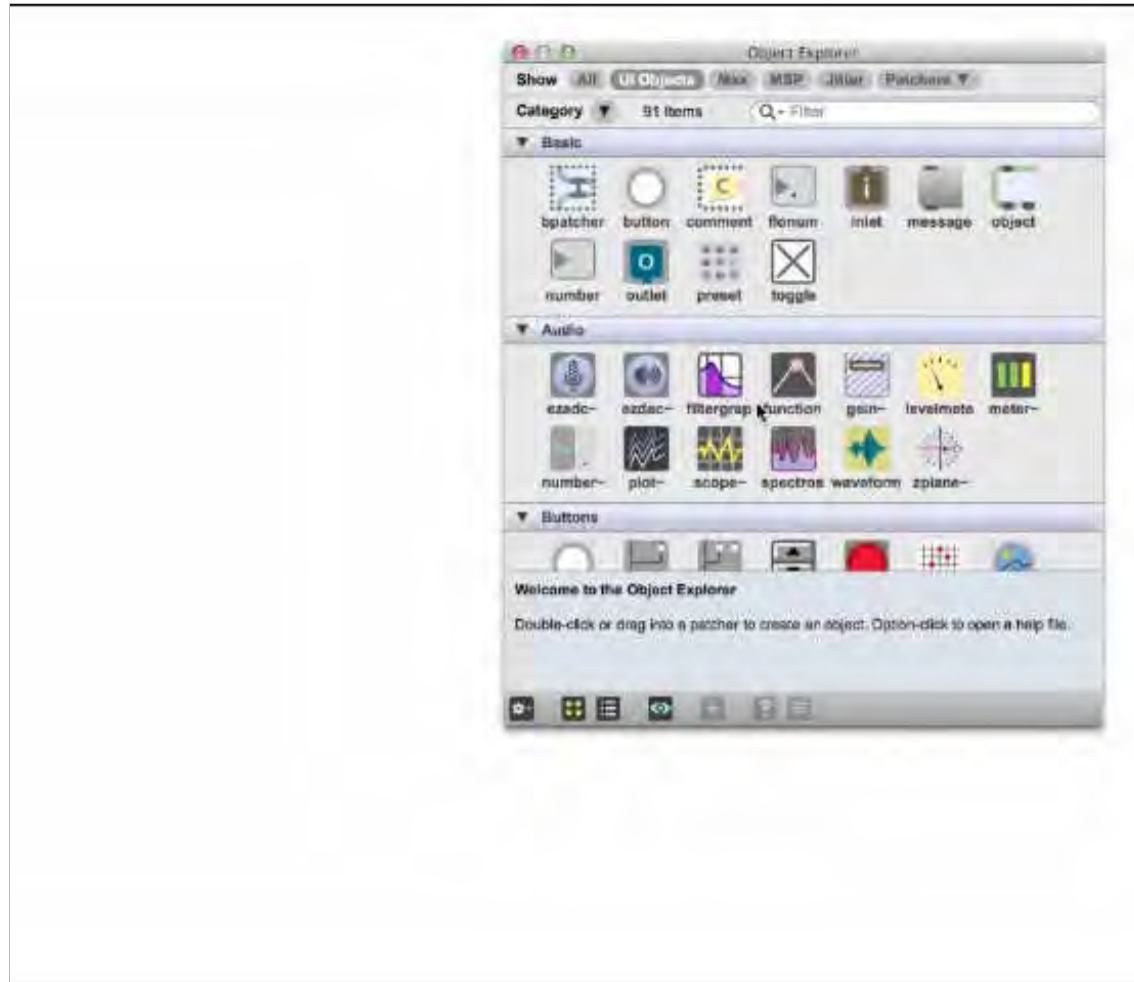 Object Explorer
Show All UI Objects Max MSP Jitter Patchers ▼
Category ▼ 91 items Filter
▼ Basic
bpatcher button comment flonum inlet message object
number outlet preset toggle
▼ Audio
ezadc~ ezdac~ filtergrap function gain~ levelmete meter~
number~ plot~ scope~ spectros waveform zplane~
▼ Buttons
Welcome to the Object Explorer
Double-click or drag into a patcher to create an object. Option-click to open a help file.